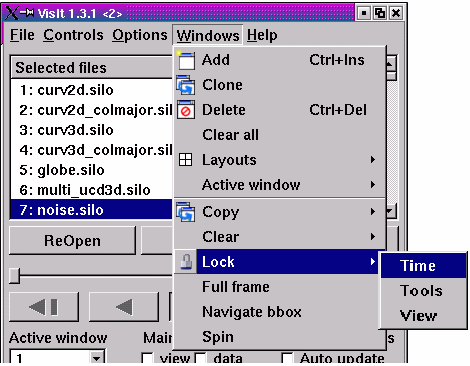 VisIt 1.3.1 <2>
File Controls Options Windows Help
Selected files
1: curv2d.silo
2: curv2d_colmajor.sil
3: curv3d.silo
4: curv3d_colmajor.sil
5: globe.silo
6: multi_ucd3d.silo
7: noise.silo
Add Ctrl+Ins
Clone
Delete Ctrl+Del
Clear all
Layouts
Active window
Copy
Clear
Lock
Full frame
Navigate bbox
Spin
Time
Tools
View
ReOpen
Active window
1
view data Auto update